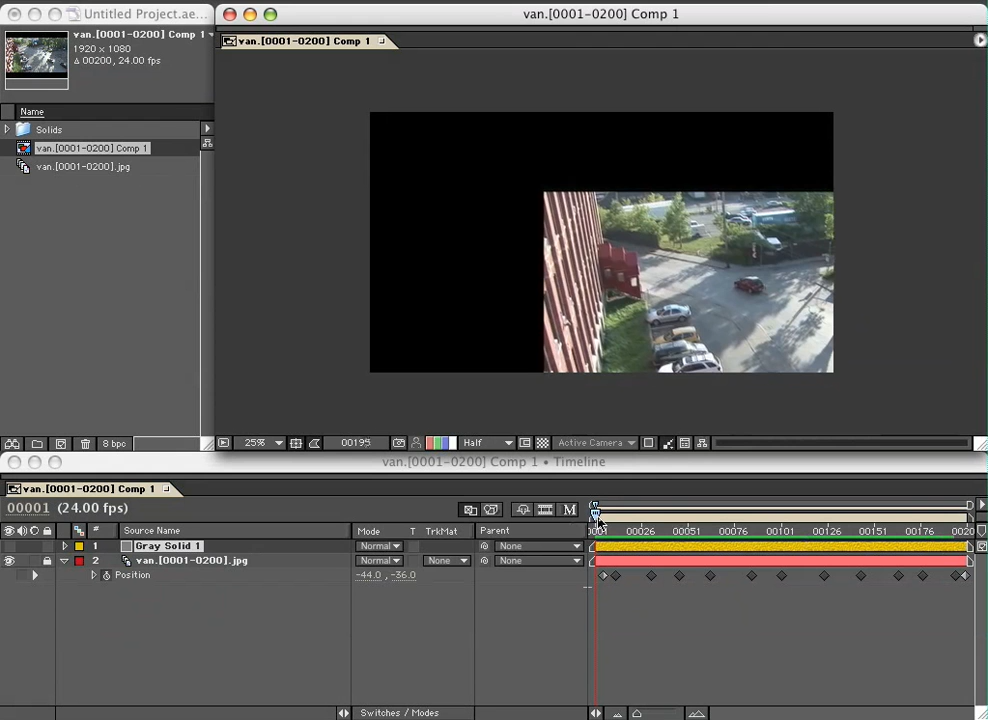 Untitled Project.ae...
van.[0001-0200] Comp 1
van.[0001-0200] Comp 1
1920 x 1080
Δ 00200, 24.00 fps
van.[0001-0200] Comp 1
Name
Solids
van.[0001-0200] Comp 1
van.[0001-0200].jpg
8 bpc
25%
00195
Half
Active Camera
van.[0001-0200] Comp 1 • Timeline
van.[0001-0200] Comp 1
00001 (24.00 fps)
M
# Source Name Mode T TrkMat Parent
0001 00026 00051 00076 00101 00126 00151 00176 0020
1 Gray Solid 1 Normal None
2 van.[0001-0200].jpg Normal None None
Position -44.0, -36.0
Switches / Modes